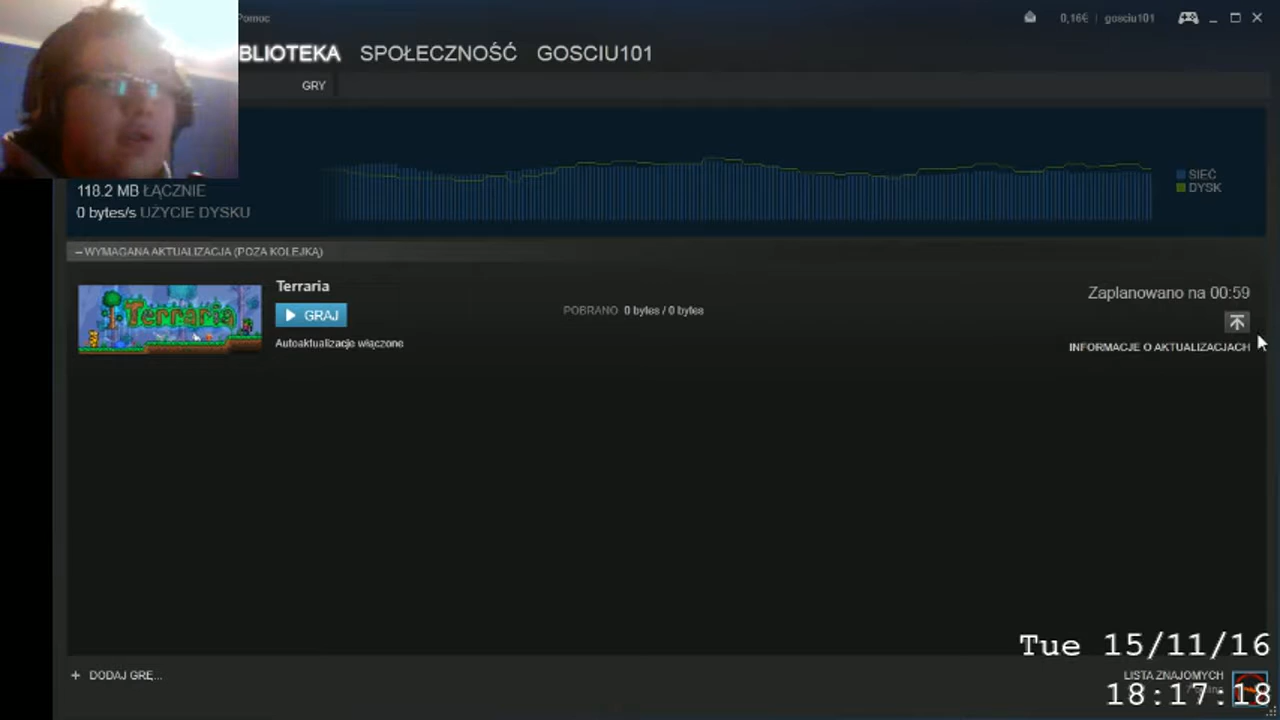 Pomoc
0,16€
gosciu101
BLIOTEKA
SPOŁECZNOŚĆ
GOSCIU101
GRY
118.2 MB ŁĄCZNIE
0 bytes/s UŻYCIE DYSKU
SIEĆ
DYSK
– WYMAGANA AKTUALIZACJA (POZA KOLEJKĄ)
Terraria
Terraria
GRAJ
Autoaktualizacje włączone
POBRANO 0 bytes / 0 bytes
Zaplanowano na 00:59
INFORMACJE O AKTUALIZACJACH
Tue 15/11/16
+ DODAJ GRĘ...
LISTA ZNAJOMYCH
18:17:18